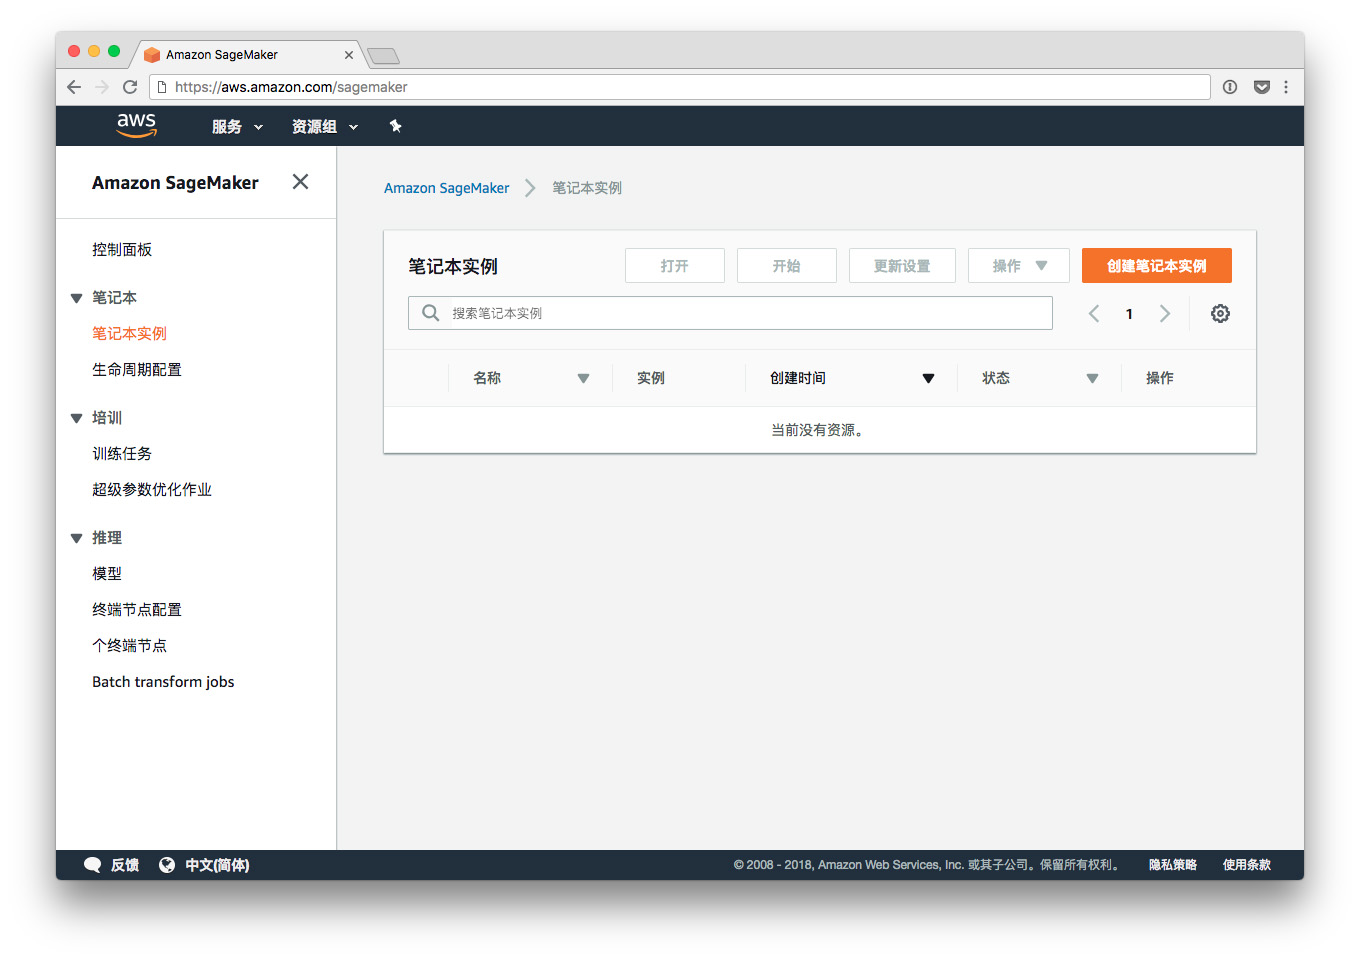 Amazon SageMaker
https://aws.amazon.com/sagemaker
aws 服务 资源组
Amazon SageMaker
控制面板
笔记本
笔记本实例
生命周期配置
培训
训练任务
超级参数优化作业
推理
模型
终端节点配置
个终端节点
Batch transform jobs
Amazon SageMaker 笔记本实例
笔记本实例 打开 开始 更新设置 操作 创建笔记本实例
搜索笔记本实例 1
名称 实例 创建时间 状态 操作
当前没有资源。
反馈 中文(简体) © 2008 - 2018, Amazon Web Services, Inc. 或其子公司。保留所有权利。 隐私策略 使用条款